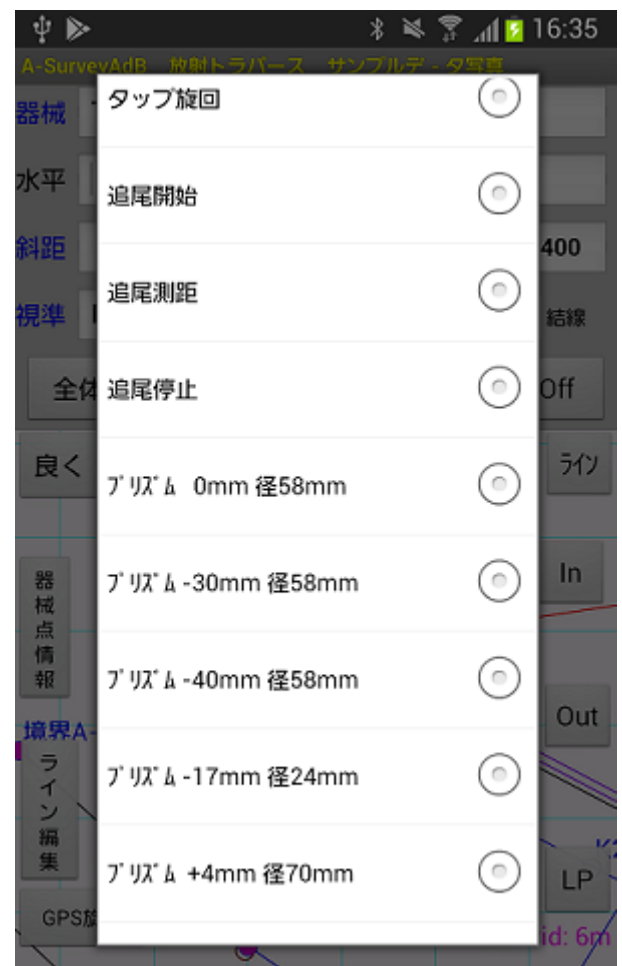 16:35
A-SurveyAdB 放射トラバース サンプルデ - タ写真
器械
水平
斜距
400
視準
結線
全体
Off
良く
ﾗｲﾝ
タップ旋回
追尾開始
追尾測距
追尾停止
ﾌﾟﾘｽﾞﾑ 0mm 径58mm
ﾌﾟﾘｽﾞﾑ -30mm 径58mm
ﾌﾟﾘｽﾞﾑ -40mm 径58mm
ﾌﾟﾘｽﾞﾑ -17mm 径24mm
ﾌﾟﾘｽﾞﾑ +4mm 径70mm
In
器械点情報
Out
境界A-
ライン編集
LP
GPS旋
id: 6m